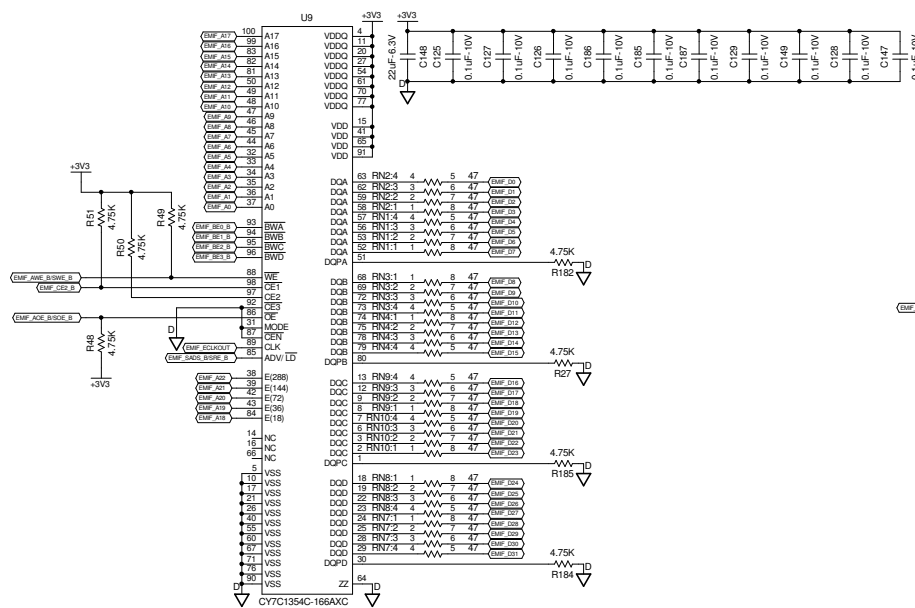 U9
+3V3
+3V3
EMIF_A17 100 A17 VDDQ 4
EMIF_A16 99 A16 VDDQ 11
EMIF_A15 83 A15 VDDQ 20
EMIF_A14 82 A14 VDDQ 27
EMIF_A13 81 A13 VDDQ 54
EMIF_A12 50 A12 VDDQ 61
EMIF_A11 49 A11 VDDQ 70
EMIF_A10 48 A10 VDDQ 77
EMIF_A9 47 A9
EMIF_A8 46 A8 VDD 15
EMIF_A7 45 A7 VDD 41
EMIF_A6 44 A6 VDD 65
EMIF_A5 32 A5 VDD 91
EMIF_A4 33 A4
EMIF_A3 34 A3
EMIF_A2 35 A2
EMIF_A1 36 A1
EMIF_A0 37 A0
22uF-6.3V C148
C125 0.1uF-10V
C127 0.1uF-10V
C126 0.1uF-10V
C186 0.1uF-10V
C185 0.1uF-10V
C187 0.1uF-10V
C129 0.1uF-10V
C149 0.1uF-10V
C128 0.1uF-10V
C147
D
+3V3
R51 4.75K
R50 4.75K
R49 4.75K
EMIF_BE0_B 93 BWA
EMIF_BE1_B 94 BWB
EMIF_BE2_B 95 BWC
EMIF_BE3_B 96 BWD
EMIF_AWE_B/SWE_B 88 WE
EMIF_CE2_B 98 CE1
97 CE2
92 CE3
EMIF_AOE_B/SOE_B 86 OE
31 MODE
D 87 CEN
EMIF_ECLKOUT 89 CLK
EMIF_SADS_B/SRE_B 85 ADV/ LD
R48 4.75K
+3V3
EMIF_A22 38 E(288)
EMIF_A21 39 E(144)
EMIF_A20 42 E(72)
EMIF_A19 43 E(36)
EMIF_A18 84 E(18)
14 NC
16 NC
66 NC
5 VSS
10 VSS
17 VSS
21 VSS
26 VSS
40 VSS
55 VSS
60 VSS
67 VSS
71 VSS
76 VSS
90 VSS
D
DQA 63 RN2:4 4 5 47 EMIF_D0
DQA 62 RN2:3 3 6 47 EMIF_D1
DQA 59 RN2:2 2 7 47 EMIF_D2
DQA 58 RN2:1 1 8 47 EMIF_D3
DQA 57 RN1:4 4 5 47 EMIF_D4
DQA 56 RN1:3 3 6 47 EMIF_D5
DQA 53 RN1:2 2 7 47 EMIF_D6
DQA 52 RN1:1 1 8 47 EMIF_D7
DQPA 51 4.75K R182 D
DQB 68 RN3:1 1 8 47 EMIF_D8
DQB 69 RN3:2 2 7 47 EMIF_D9
DQB 72 RN3:3 3 6 47 EMIF_D10
DQB 73 RN3:4 4 5 47 EMIF_D11
DQB 74 RN4:1 1 8 47 EMIF_D12
DQB 75 RN4:2 2 7 47 EMIF_D13
DQB 78 RN4:3 3 6 47 EMIF_D14
DQB 79 RN4:4 4 5 47 EMIF_D15
DQPB 80 4.75K R27 D
DQC 13 RN9:4 4 5 47 EMIF_D16
DQC 12 RN9:3 3 6 47 EMIF_D17
DQC 9 RN9:2 2 7 47 EMIF_D18
DQC 8 RN9:1 1 8 47 EMIF_D19
DQC 7 RN10:4 4 5 47 EMIF_D20
DQC 6 RN10:3 3 6 47 EMIF_D21
DQC 3 RN10:2 2 7 47 EMIF_D22
DQC 2 RN10:1 1 8 47 EMIF_D23
DQPC 1 4.75K R185 D
DQD 18 RN8:1 1 8 47 EMIF_D24
DQD 19 RN8:2 2 7 47 EMIF_D25
DQD 22 RN8:3 3 6 47 EMIF_D26
DQD 23 RN8:4 4 5 47 EMIF_D27
DQD 24 RN7:1 1 8 47 EMIF_D28
DQD 25 RN7:2 2 7 47 EMIF_D29
DQD 28 RN7:3 3 6 47 EMIF_D30
DQD 29 RN7:4 4 5 47 EMIF_D31
DQPD 30 4.75K R184 D
ZZ 64 D
CY7C1354C-166AXC